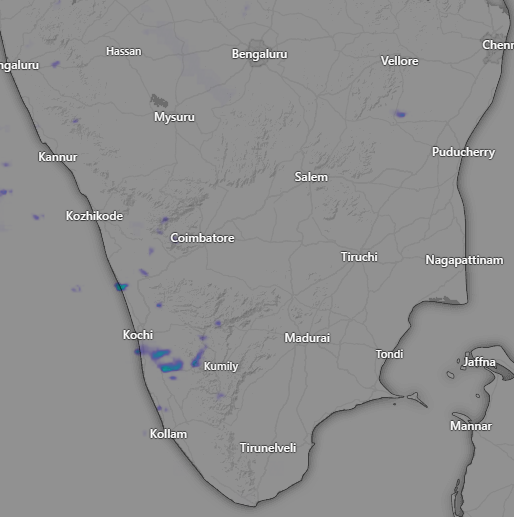 Chenn
Hassan
Bengaluru
Vellore
ngaluru
Mysuru
Puducherry
Kannur
Salem
Kozhikode
Coimbatore
Tiruchi
Nagapattinam
Kochi
Madurai
Tondi
Jaffna
Kumily
Mannar
Kollam
Tirunelveli